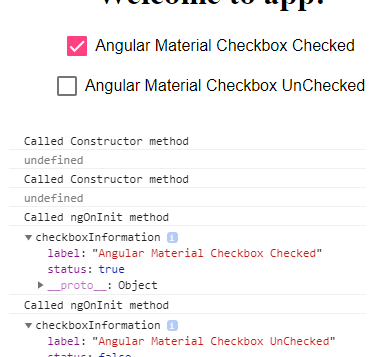 Welcome to app!
Angular Material Checkbox Checked
Angular Material Checkbox UnChecked
Called Constructor method
undefined
Called Constructor method
undefined
Called ngOnInit method
checkboxInformation i
label: "Angular Material Checkbox Checked"
status: true
__proto__: Object
Called ngOnInit method
checkboxInformation i
label: "Angular Material Checkbox UnChecked"
status: false